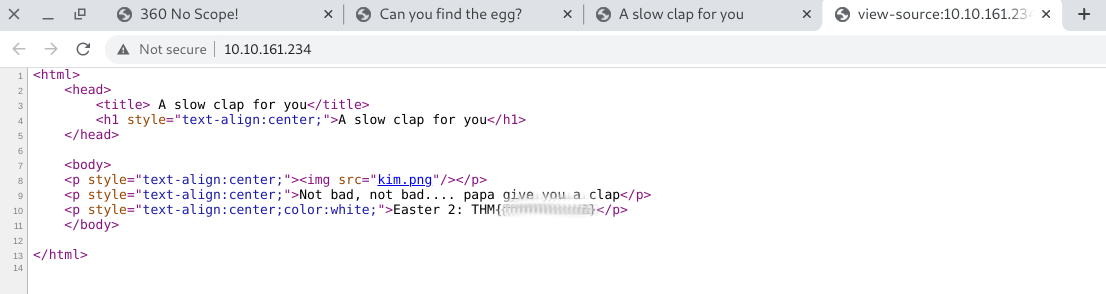 360 No Scope!
Can you find the egg?
A slow clap for you
view-source:10.10.161.234
Not secure
10.10.161.234
1 <html>
2 <head>
3 <title> A slow clap for you</title>
4 <h1 style="text-align:center;">A slow clap for you</h1>
5 </head>
6
7 <body>
8 <p style="text-align:center;"><img src="kim.png"/></p>
9 <p style="text-align:center;">Not bad, not bad.... papa give you a clap</p>
10 <p style="text-align:center;color:white;">Easter 2: THM{}</p>
11 </body>
12
13 </html>
14